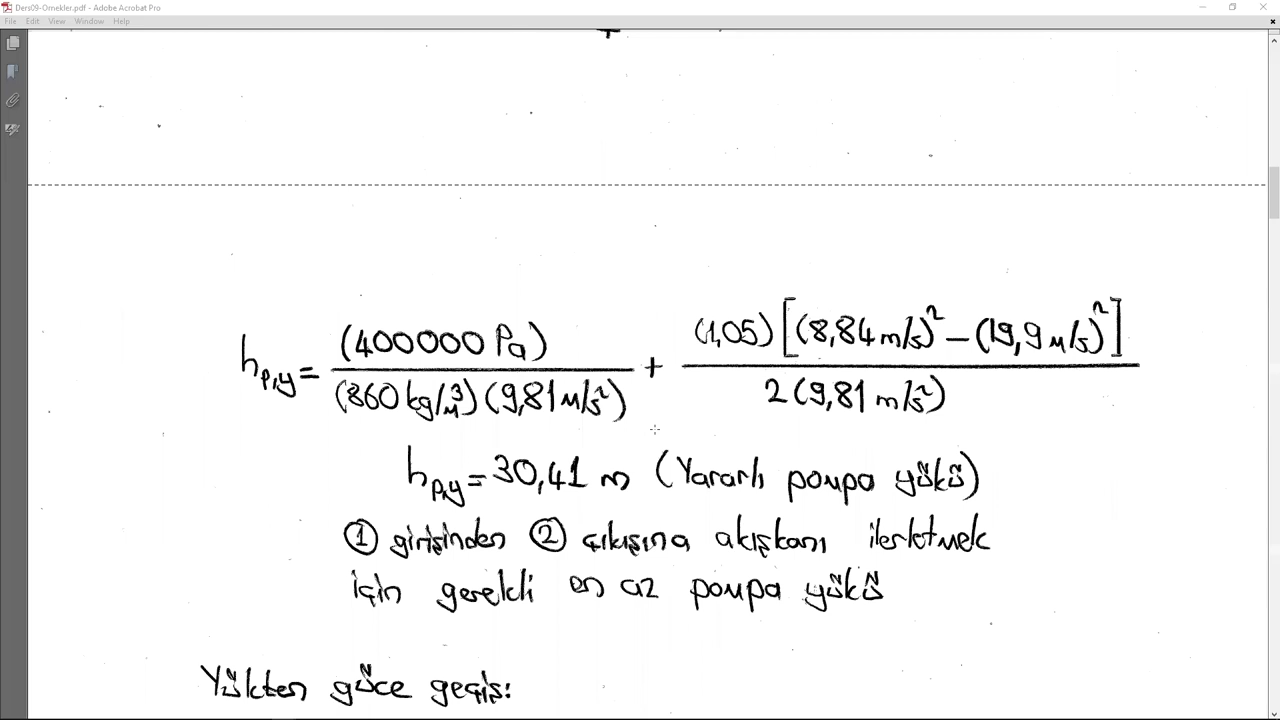 Ders09-Ornekler.pdf - Adobe Acrobat Pro
File Edit View Window Help
h_p,y = (400000 Pa) / (860 kg/m³)(9,81 m/s²) + (1,05)[(8,84 m/s)² − (19,9 m/s)²] / 2(9,81 m/s²)
h_p,y = 30,41 m (Yararlı pompa yükü)
① girişinden ② çıkışına akışkanı ilerletmek
için gerekli en az pompa yükü
Yükten güce geçiş: